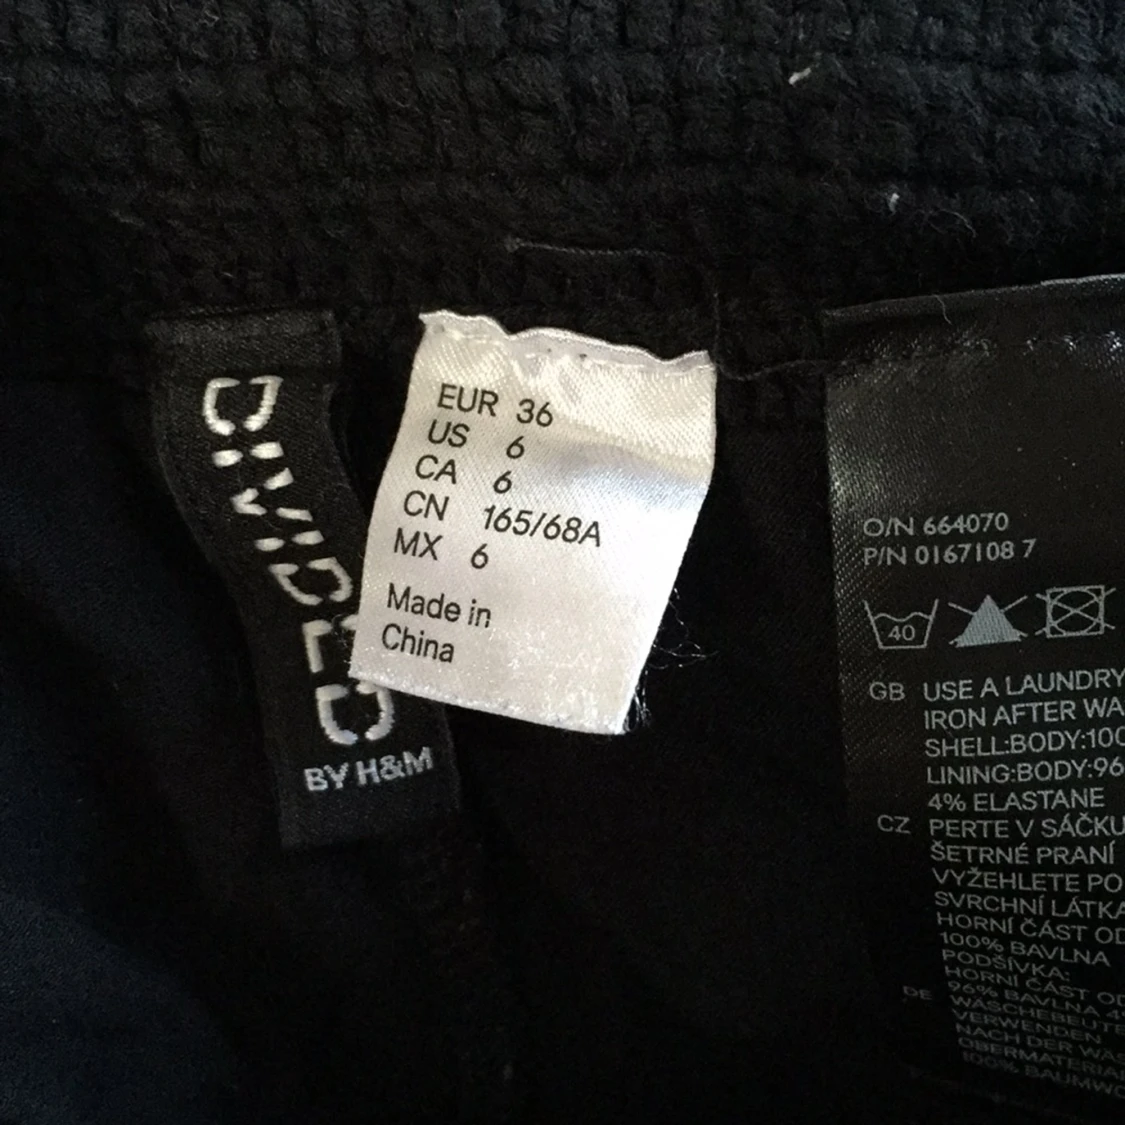 DIVIDED
BY H&M
EUR 36
US 6
CA 6
CN 165/68A
MX 6
Made in
China
O/N 664070
P/N 0167108 7
40
GB USE A LAUNDRY
IRON AFTER WA
SHELL:BODY:100
LINING:BODY:96
4% ELASTANE
CZ PERTE V SÁČKU
ŠETRNÉ PRANÍ
VYŽEHLETE PO
SVRCHNÍ LÁTKA
HORNÍ ČÁST OD
100% BAVLNA
PODŠÍVKA:
HORNÍ ČÁST OD
96% BAVLNA 4
DE WÄSCHEBEUTE
VERWENDEN
NACH DER WÄS
OBERMATERIA
100% BAUMWO